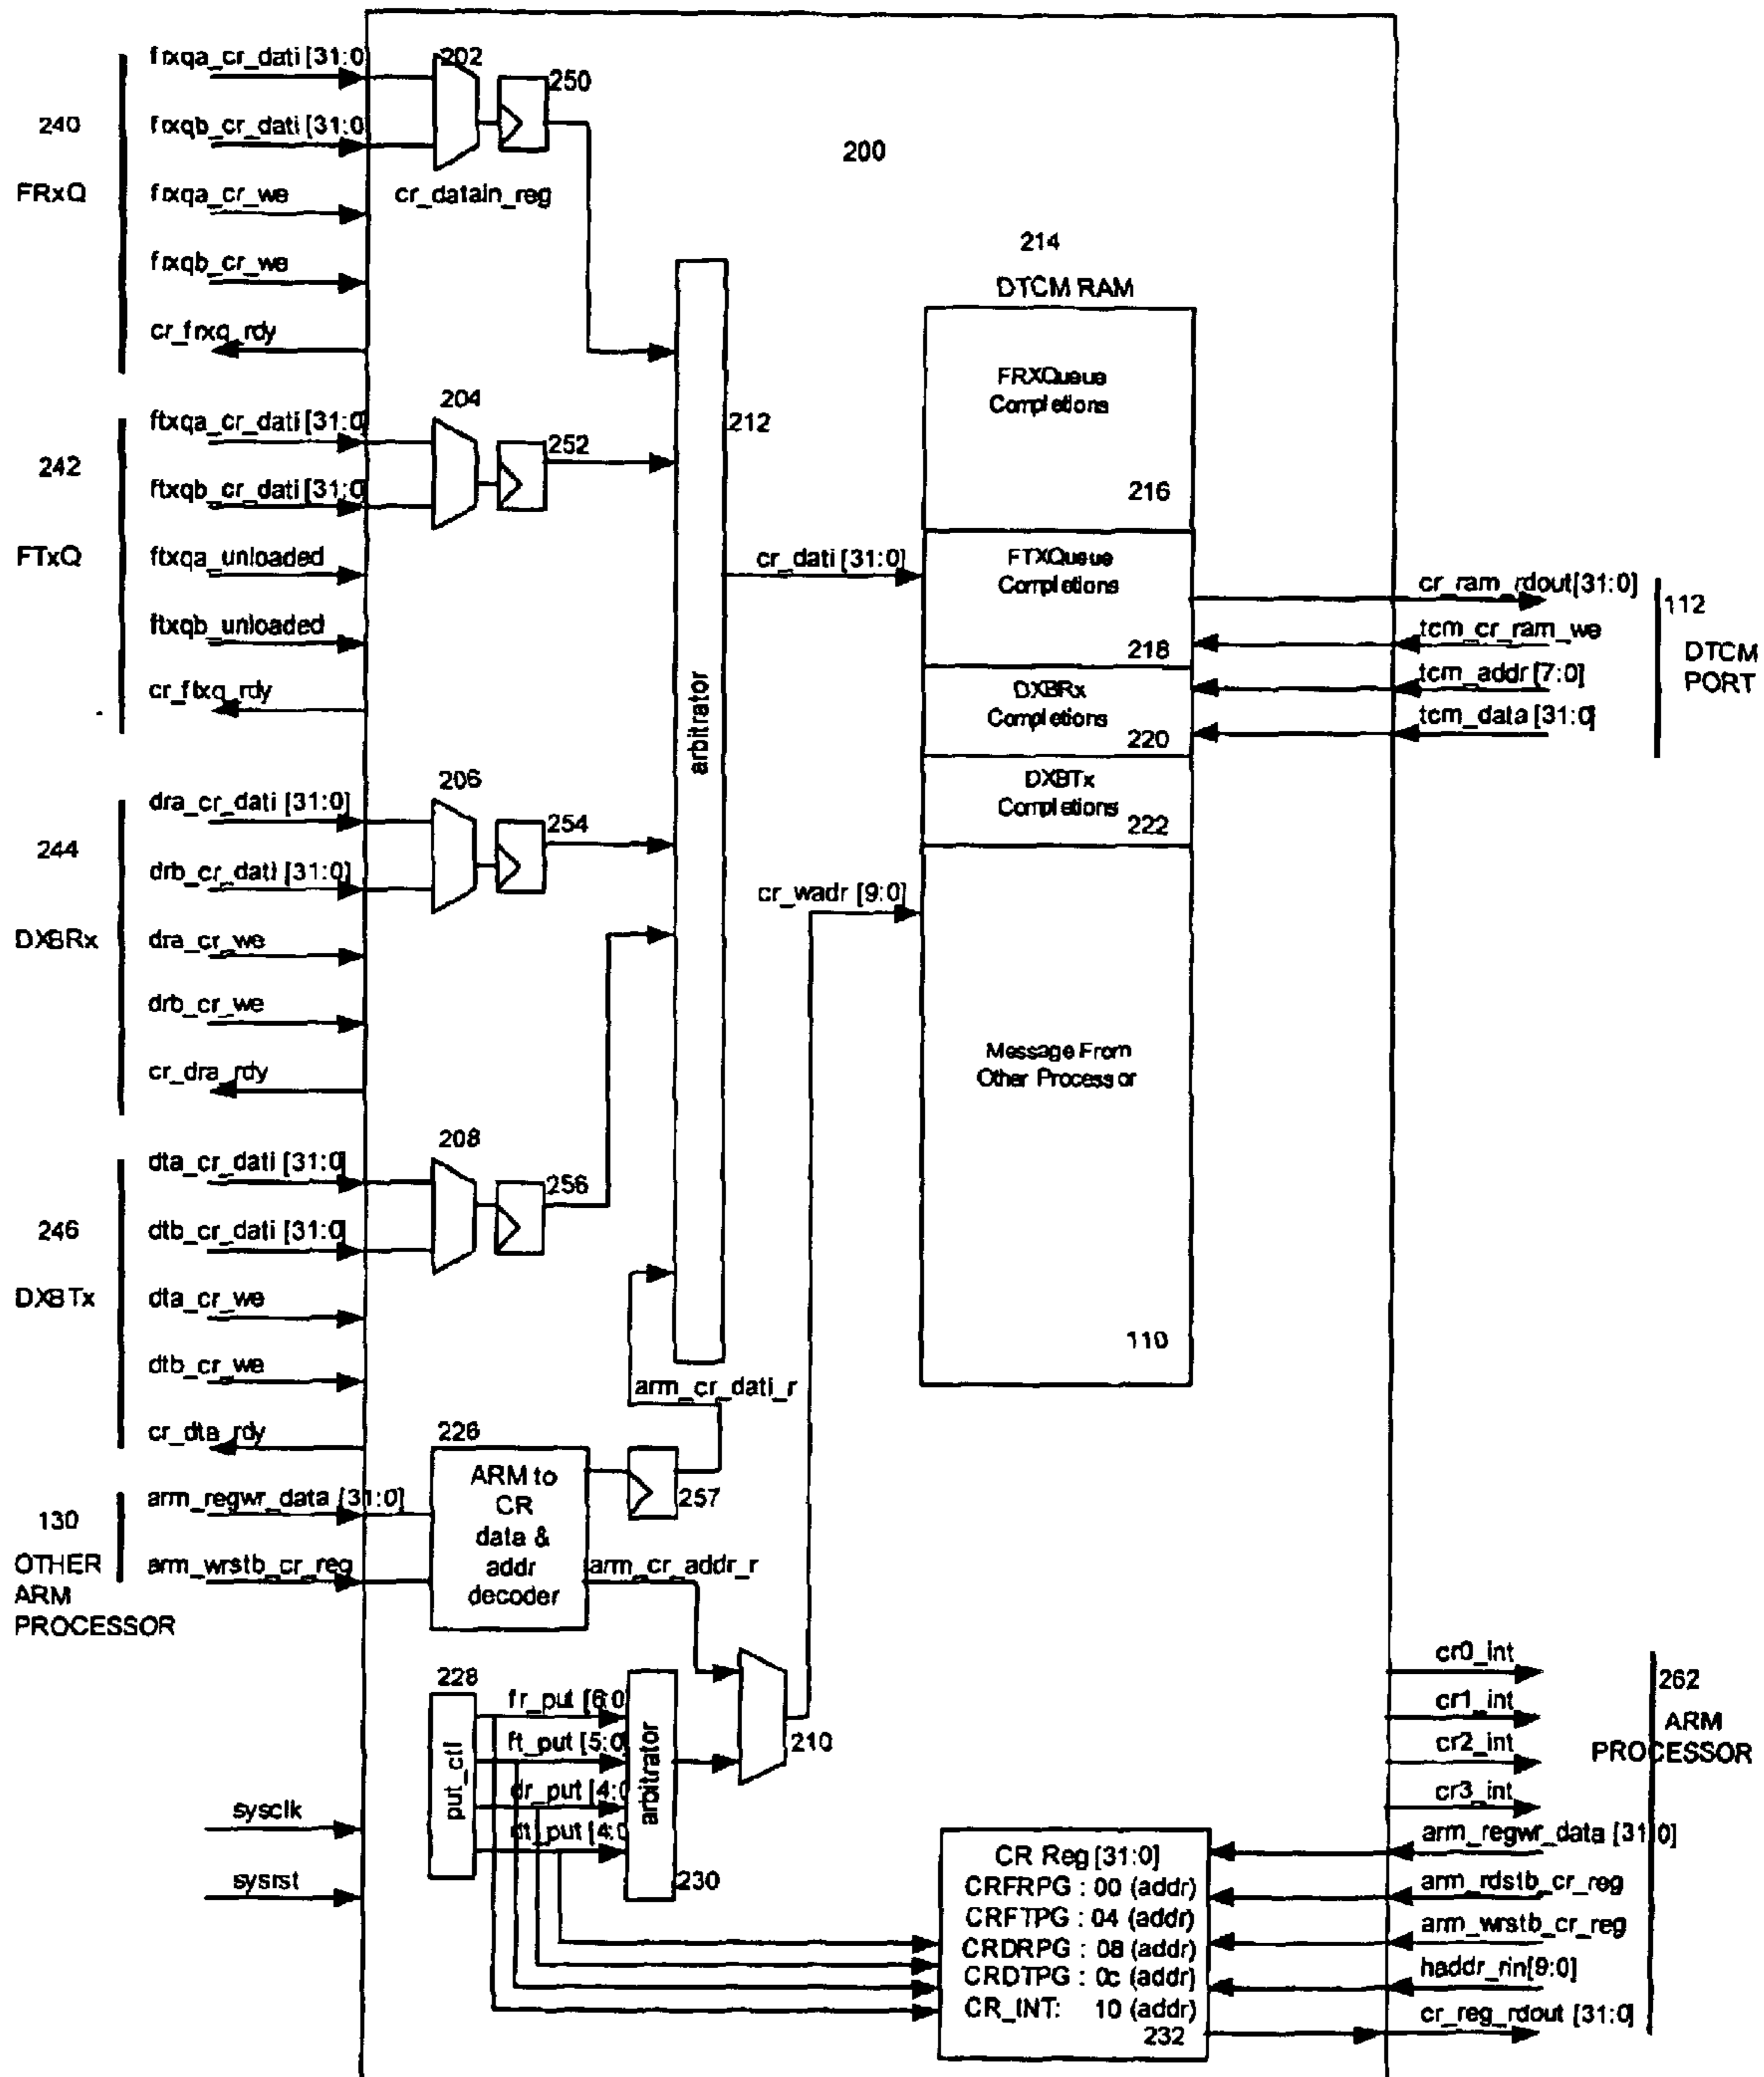 frxqa_cr_dati [31:0]
240
frxqb_cr_dati [31:0]
FRxQ
frxqa_cr_we
frxqb_cr_we
cr_frxq_rdy
202
250
cr_datain_reg
200
ftxqa_cr_dati [31:0]
242
ftxqb_cr_dati [31:0]
FTxQ
ftxqa_unloaded
ftxqb_unloaded
cr_ftxq_rdy
204
252
212
arbitrator
214
DTCM RAM
FRXQueue
Completions
216
FTXQueue
Completions
218
DXBRx
Completions
220
DXBTx
Completions
222
Message From
Other Processor
110
cr_dati [31:0]
cr_wadr [9:0]
cr_ram_rdout[31:0]
tcm_cr_ram_we
tcm_addr [7:0]
tcm_data [31:0]
112
DTCM
PORT
dra_cr_dati [31:0]
244
drb_cr_dati [31:0]
DXBRx
dra_cr_we
drb_cr_we
cr_dra_rdy
206
254
dta_cr_dati [31:0]
246
dtb_cr_dati [31:0]
DXBTx
dta_cr_we
dtb_cr_we
cr_dta_rdy
208
256
arm_cr_dati_r
130
OTHER
ARM
PROCESSOR
arm_regwr_data [31:0]
arm_wrstb_cr_reg
226
ARM to
CR
data &
addr
decoder
257
arm_cr_addr_r
228
put_ctl
fr_put [6:0]
ft_put [5:0]
dr_put [4:0]
dt_put [4:0]
arbitrator
230
210
sysclk
sysrst
CR Reg [31:0]
CRFRPG : 00 (addr)
CRFTPG : 04 (addr)
CRDRPG : 08 (addr)
CRDTPG : 0c (addr)
CR_INT: 10 (addr)
232
cr0_int
cr1_int
cr2_int
cr3_int
262
ARM
PROCESSOR
arm_regwr_data [31:0]
arm_rdstb_cr_reg
arm_wrstb_cr_reg
haddr_rin[9:0]
cr_reg_rdout [31:0]